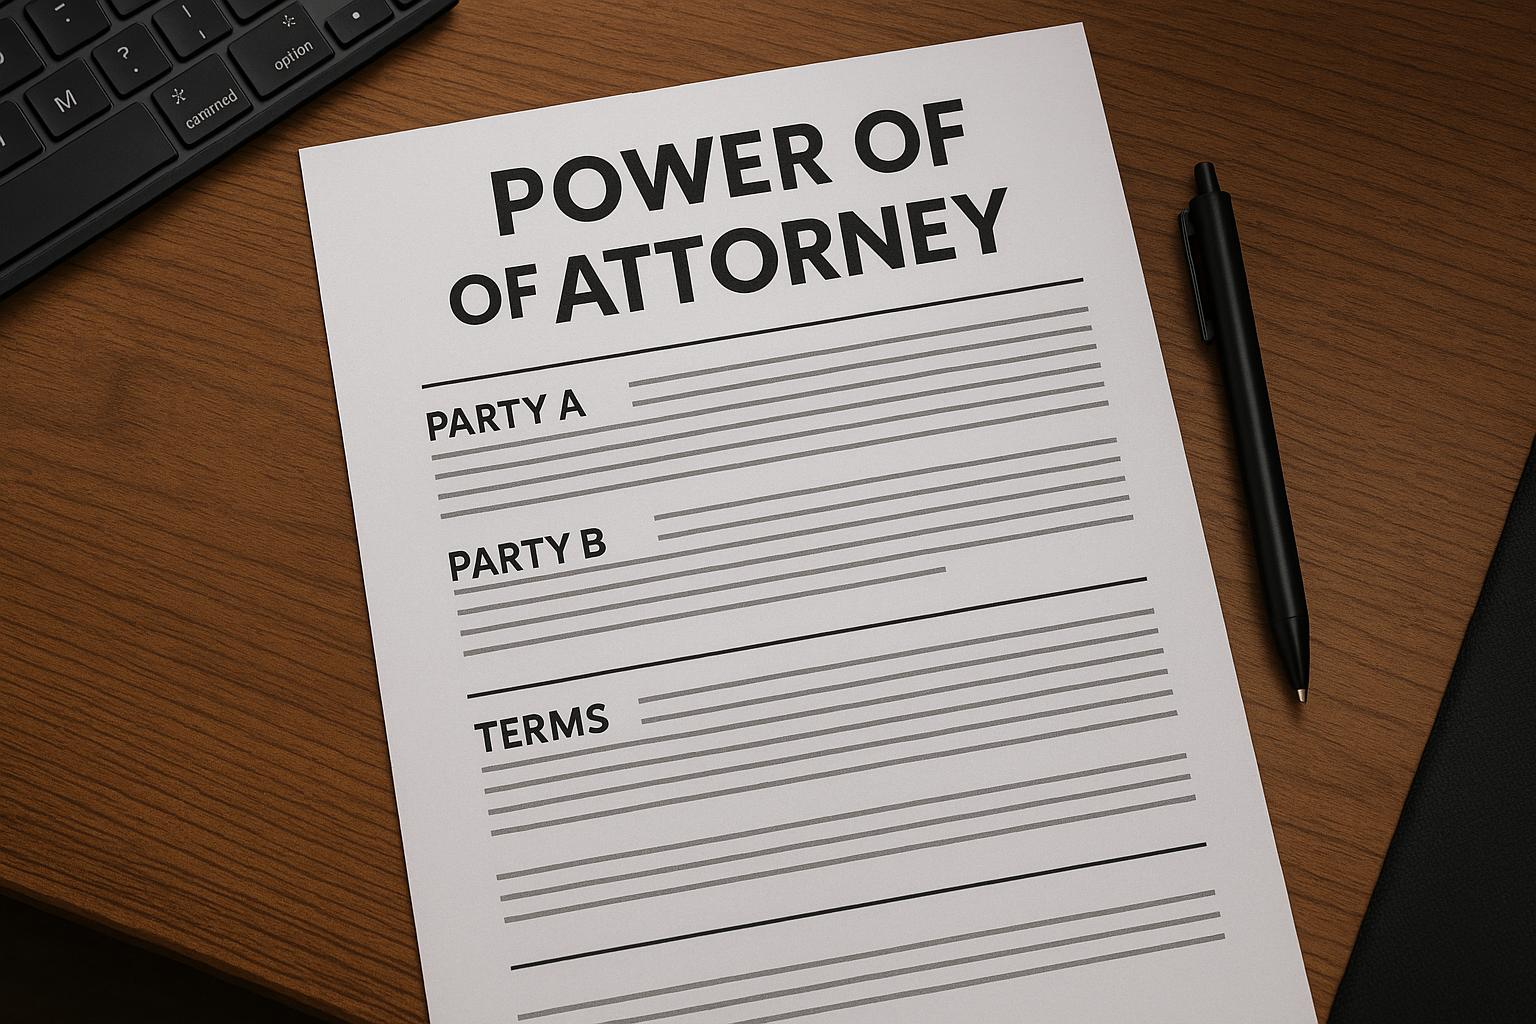 ?
M
option
camrned
POWER OF
OF ATTORNEY
PARTY A
PARTY B
TERMS